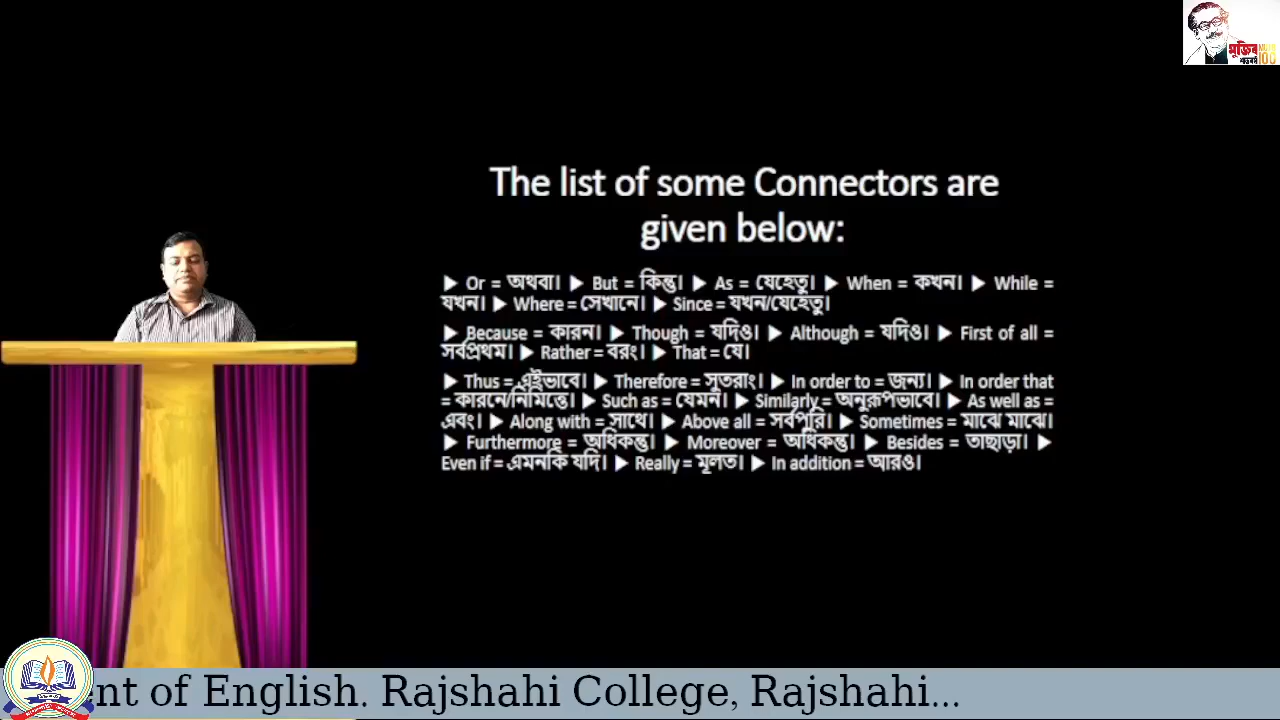 মুজিব
শতবর্ষ 100
The list of some Connectors are
given below:
▶ Or = অথবা। ▶ But = কিন্তু। ▶ As = যেহেতু। ▶ When = কখন। ▶ While =
যখন। ▶ Where = সেখানে। ▶ Since = যখন/যেহেতু।
▶ Because = কারন। ▶ Though = যদিও। ▶ Although = যদিও। ▶ First of all =
সর্বপ্রথম। ▶ Rather = বরং। ▶ That = যে।
▶ Thus = এইভাবে। ▶ Therefore = সুতরাং। ▶ In order to = জন্য। ▶ In order that
= কারনে/নিমিত্তে। ▶ Such as = যেমন। ▶ Similarly = অনুরূপভাবে। ▶ As well as =
এবং। ▶ Along with = সাথে। ▶ Above all = সর্বপুরি। ▶ Sometimes = মাঝে মাঝে।
▶ Furthermore = অধিকন্তু। ▶ Moreover = অধিকন্তু। ▶ Besides = তাছাড়া। ▶
Even if = এমনকি যদি। ▶ Really = মূলত। ▶ In addition = আরও।
nt of English. Rajshahi College, Rajshahi...